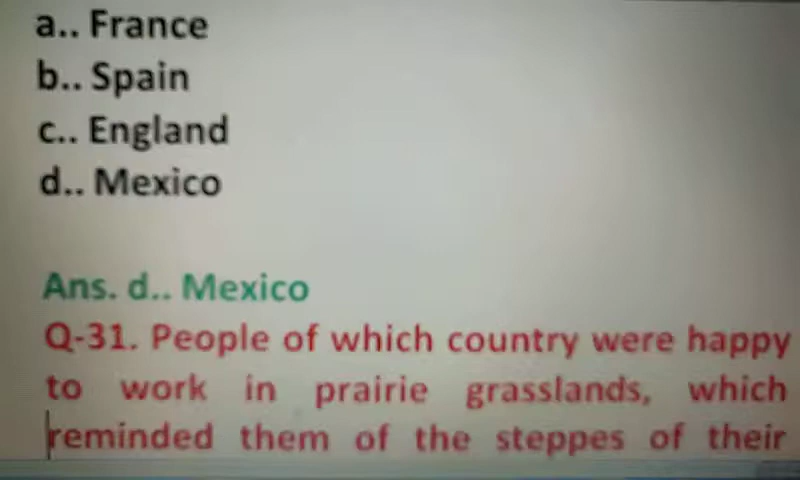 a.. France
b.. Spain
c.. England
d.. Mexico
Ans. d.. Mexico
Q-31. People of which country were happy
to work in prairie grasslands, which
reminded them of the steppes of their